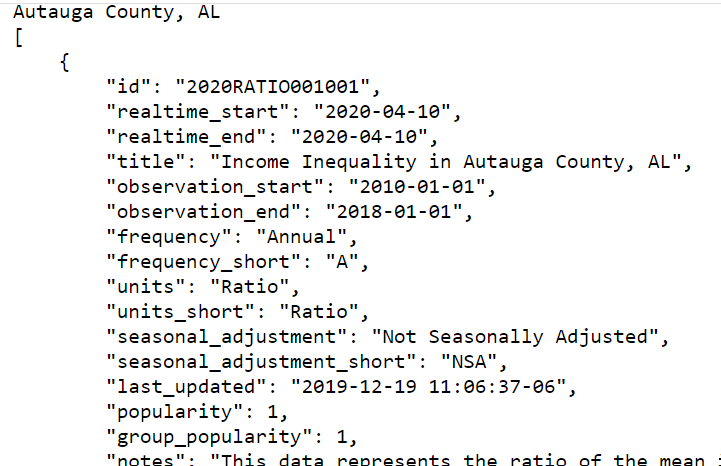 Autauga County, AL
[
{
"id": "2020RATIO001001",
"realtime_start": "2020-04-10",
"realtime_end": "2020-04-10",
"title": "Income Inequality in Autauga County, AL",
"observation_start": "2010-01-01",
"observation_end": "2018-01-01",
"frequency": "Annual",
"frequency_short": "A",
"units": "Ratio",
"units_short": "Ratio",
"seasonal_adjustment": "Not Seasonally Adjusted",
"seasonal_adjustment_short": "NSA",
"last_updated": "2019-12-19 11:06:37-06",
"popularity": 1,
"group_popularity": 1,
"notes": "This data represents the ratio of the mean